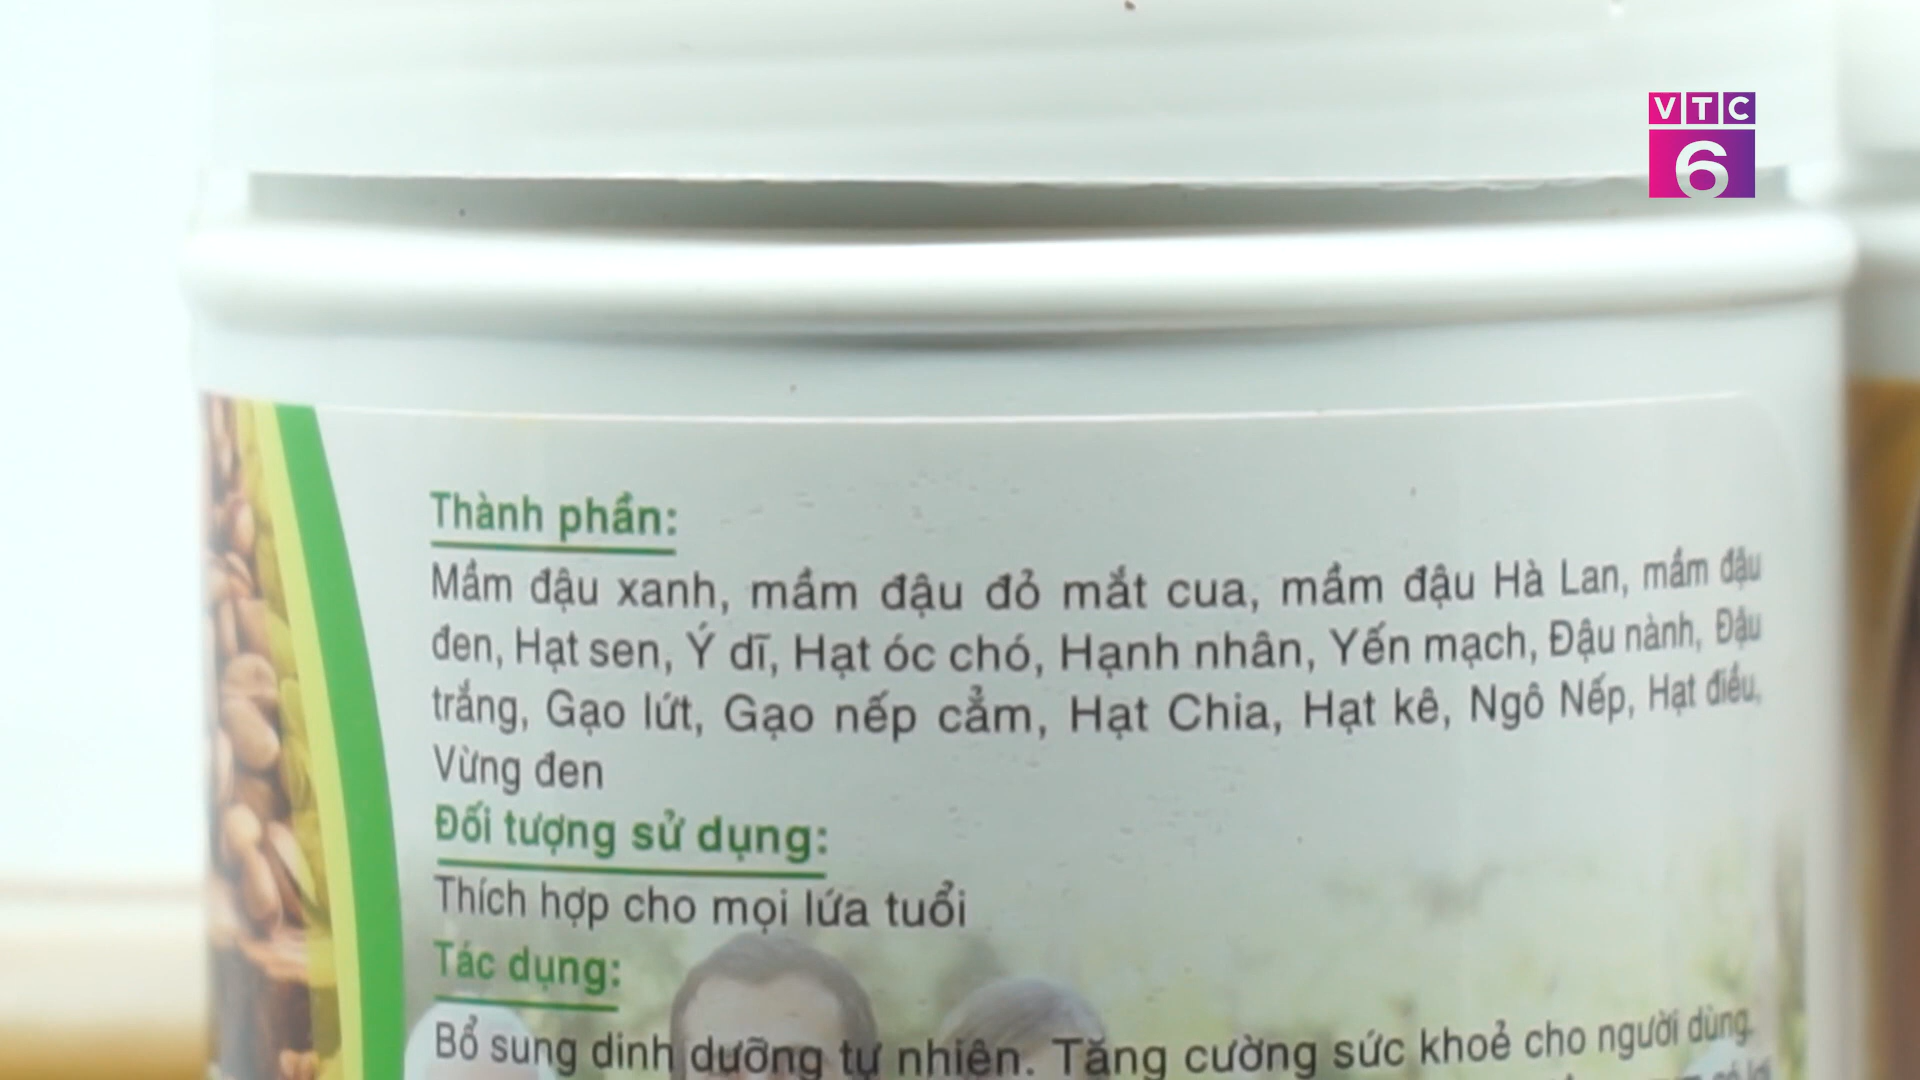 VTC
6
Thành phần:
Mầm đậu xanh, mầm đậu đỏ mắt cua, mầm đậu Hà Lan, mầm đậu
đen, Hạt sen, Ý dĩ, Hạt óc chó, Hạnh nhân, Yến mạch, Đậu nành, Đậu
trắng, Gạo lứt, Gạo nếp cẩm, Hạt Chia, Hạt kê, Ngô Nếp, Hạt điều,
Vừng đen
Đối tượng sử dụng:
Thích hợp cho mọi lứa tuổi
Tác dụng:
Bổ sung dinh dưỡng tự nhiên. Tăng cường sức khoẻ cho người dùng.